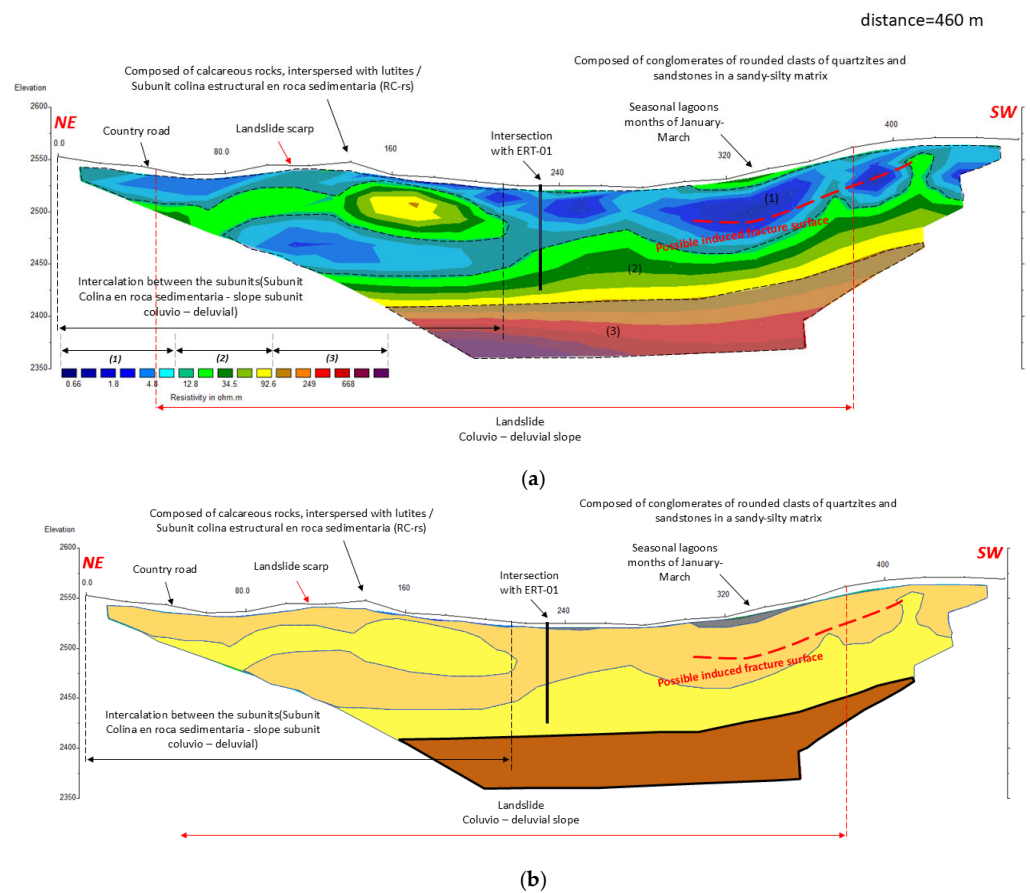 distance=460 m
Composed of calcareous rocks, interspersed with lutites /
Subunit colina estructural en roca sedimentaria (RC-rs)
Composed of conglomerates of rounded clasts of quartzites and
sandstones in a sandy-silty matrix
Elevation
NE
SW
Country road
Landslide scarp
Intersection
with ERT-01
Seasonal lagoons
months of January-
March
2600
2550
2500
2450
2400
2350
0.0
80.0
160
240
320
400
(1)
Possible induced fracture surface
(2)
(3)
Intercalation between the subunits(Subunit
Colina en roca sedimentaria - slope subunit
coluvio – deluvial)
(1) (2) (3)
0.66 1.8 4.8 12.8 34.5 92.6 249 668
Resistivity in ohm.m
Landslide
Coluvio – deluvial slope
(a)
Composed of calcareous rocks, interspersed with lutites /
Subunit colina estructural en roca sedimentaria (RC-rs)
Composed of conglomerates of rounded clasts of quartzites and
sandstones in a sandy-silty matrix
Elevation
NE
SW
Country road
Landslide scarp
Intersection
with ERT-01
Seasonal lagoons
months of January-
March
2600
2550
2500
2450
2400
2350
0.0
80.0
160
240
320
400
Possible induced fracture surface
Intercalation between the subunits(Subunit
Colina en roca sedimentaria - slope subunit
coluvio – deluvial)
Landslide
Coluvio – deluvial slope
(b)